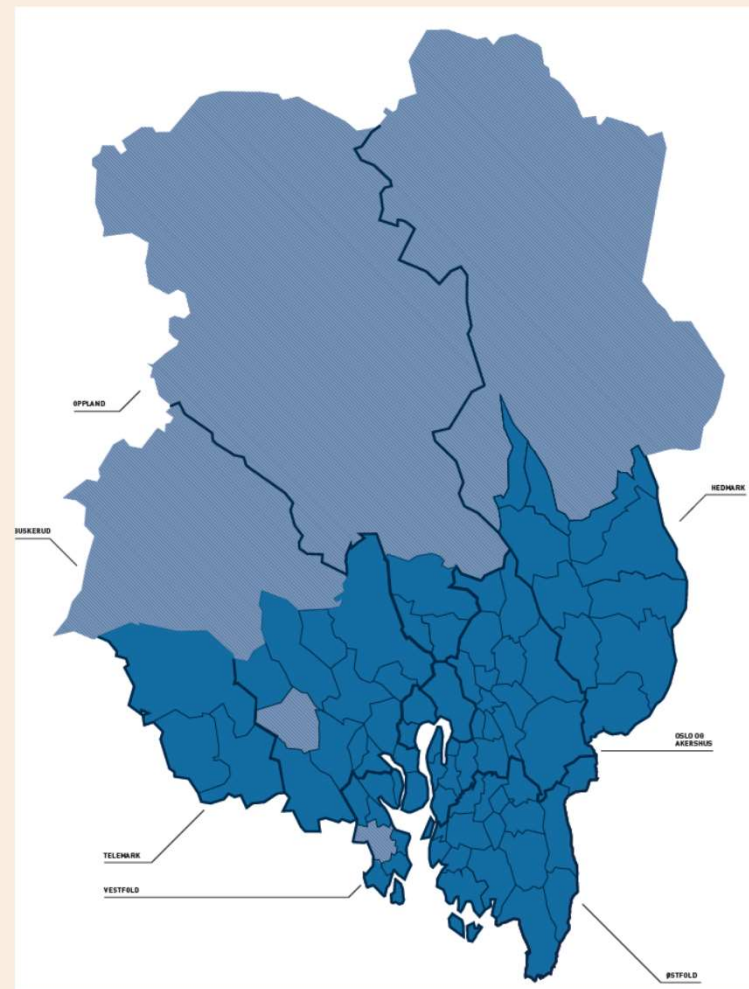 OPPLAND
HEDMARK
BUSKERUD
OSLO OG
AKERSHUS
TELEMARK
VESTFOLD
ØSTFOLD